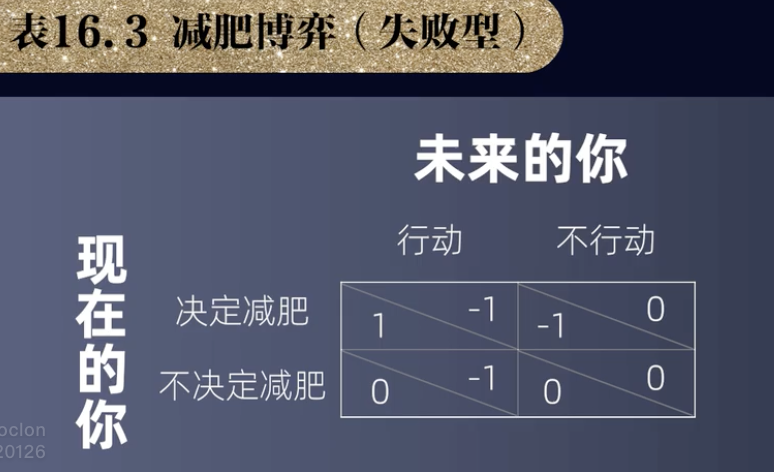 表16.3 减肥博弈（失败型）
未来的你
行动 不行动
现在的你
决定减肥 1 -1 -1 0
不决定减肥 0 -1 0 0
oclon
20126